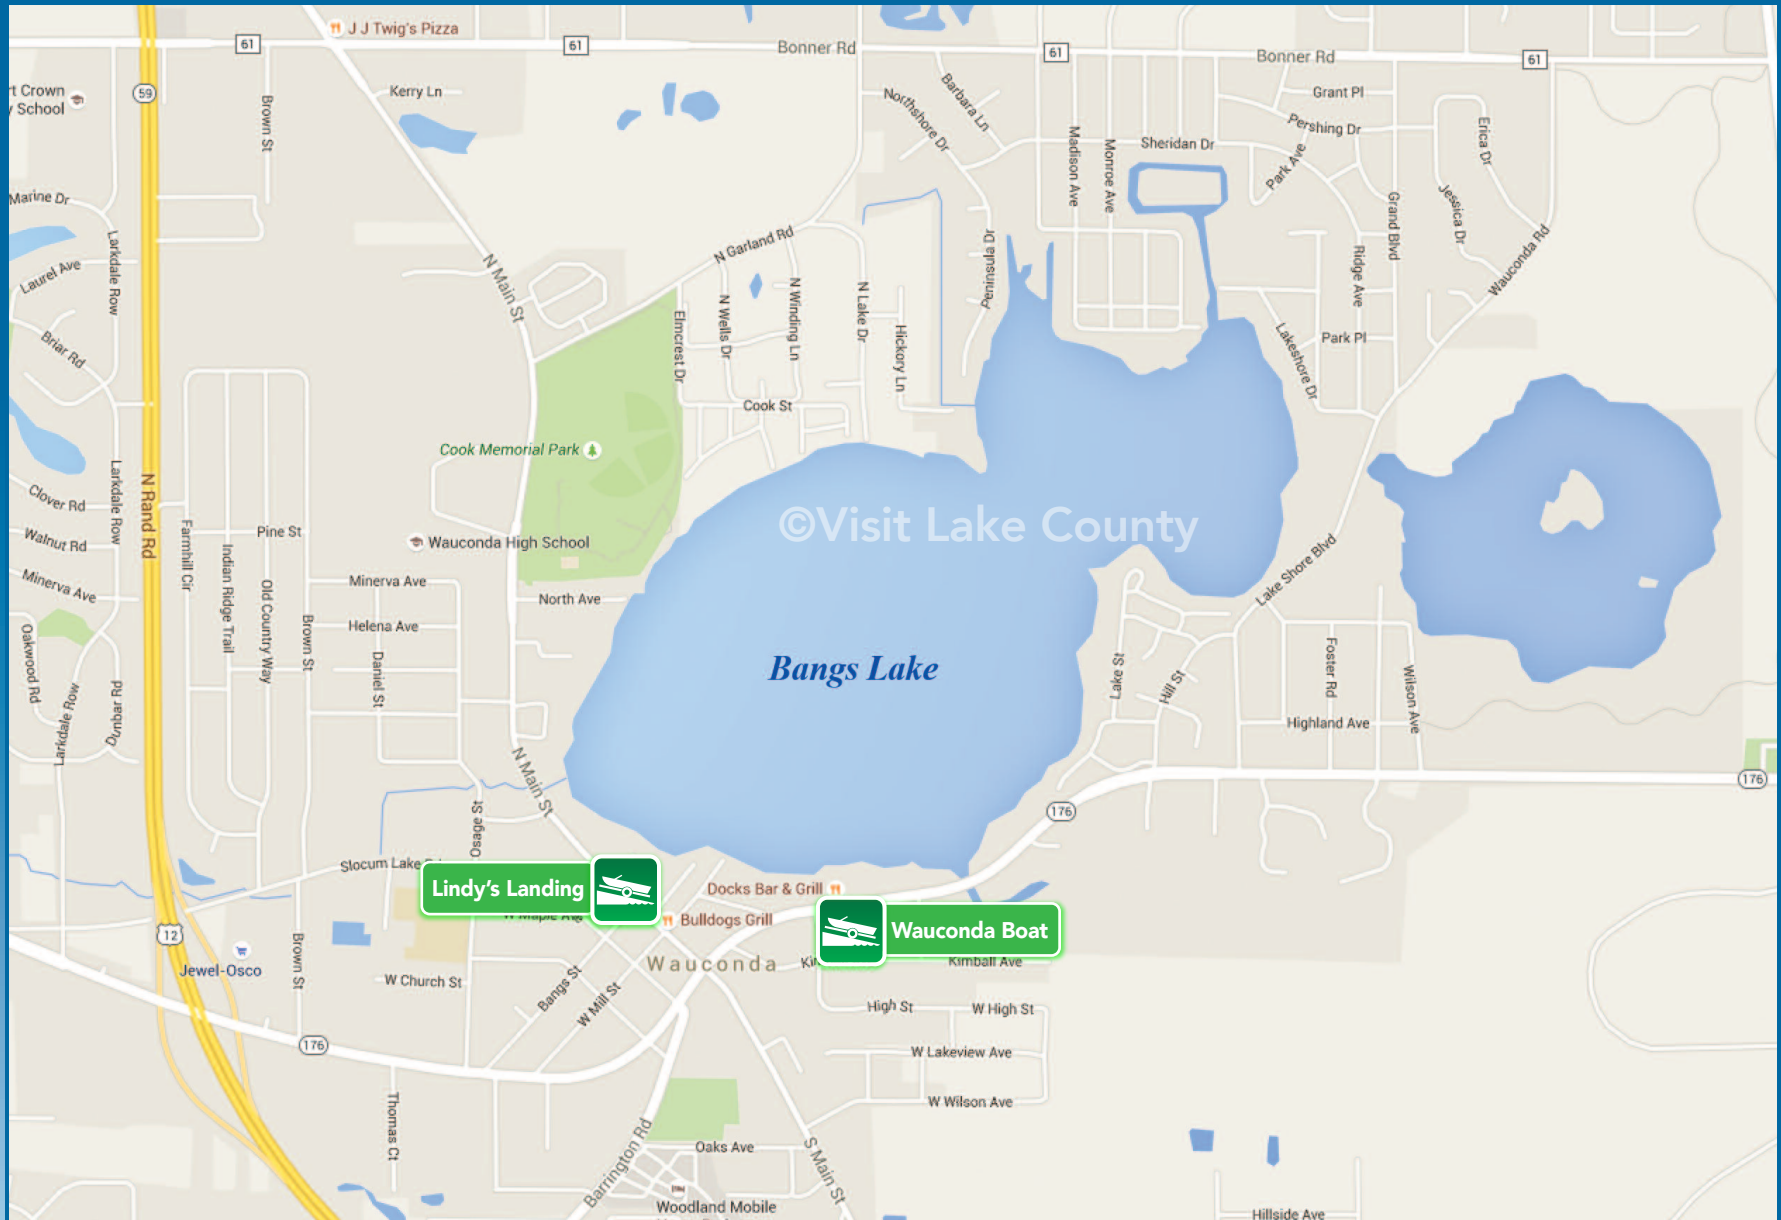 J J Twig's Pizza
61
61
Bonner Rd
61
Bonner Rd
61
rt Crown
y School
59
Kerry Ln
Brown St
Northshore Dr
Barbara Ln
Madison Ave
Monroe Ave
Sheridan Dr
Grant Pl
Pershing Dr
Park Ave
Erica Dr
Jessica Dr
Grand Blvd
Ridge Ave
Wauconda Rd
Marine Dr
Larkdale Row
Laurel Ave
Briar Rd
N Main St
N Garland Rd
Peninsula Dr
N Wells Dr
N Winding Ln
N Lake Dr
Hickory Ln
Elmcrest Dr
Cook St
Lakeshore Dr
Park Pl
Cook Memorial Park
Clover Rd
Larkdale Row
N Rand Rd
Walnut Rd
Minerva Ave
Farmhill Cir
Pine St
Indian Ridge Trail
Old Country Way
Wauconda High School
©Visit Lake County
Minerva Ave
North Ave
Helena Ave
Brown St
Daniel St
Lake Shore Blvd
Oakwood Rd
Larkdale Row
Dunbar Rd
Bangs Lake
Lake St
Hill St
Foster Rd
Wilson Ave
Highland Ave
N Main St
176
176
Osage St
Slocum Lake
Lindy's Landing
W Maple Ave
Docks Bar & Grill
Bulldogs Grill
Wauconda Boat
12
Jewel-Osco
Brown St
W Church St
Bangs St
W Mill St
Wauconda
Kimball Ave
High St
W High St
176
W Lakeview Ave
W Wilson Ave
Thomas Ct
Barrington Rd
Oaks Ave
S Main St
Woodland Mobile
Hillside Ave